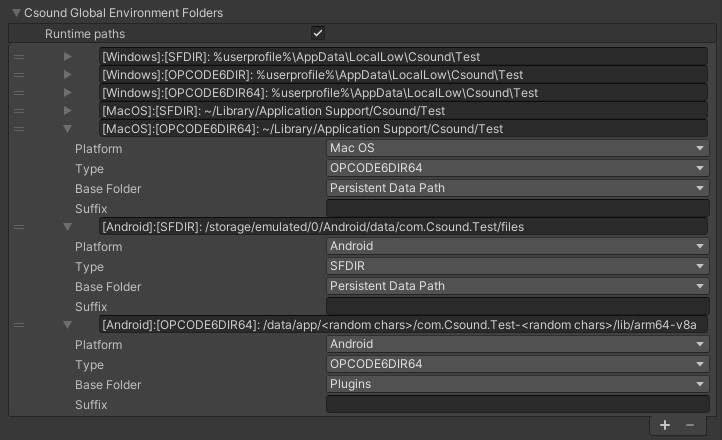 Csound Global Environment Folders
Runtime paths
[Windows]:[SFDIR]: %userprofile%\AppData\LocalLow\Csound\Test
[Windows]:[OPCODE6DIR]: %userprofile%\AppData\LocalLow\Csound\Test
[Windows]:[OPCODE6DIR64]: %userprofile%\AppData\LocalLow\Csound\Test
[MacOS]:[SFDIR]: ~/Library/Application Support/Csound/Test
[MacOS]:[OPCODE6DIR64]: ~/Library/Application Support/Csound/Test
Platform Mac OS
Type OPCODE6DIR64
Base Folder Persistent Data Path
Suffix
[Android]:[SFDIR]: /storage/emulated/0/Android/data/com.Csound.Test/files
Platform Android
Type SFDIR
Base Folder Persistent Data Path
Suffix
[Android]:[OPCODE6DIR64]: /data/app/<random chars>/com.Csound.Test-<random chars>/lib/arm64-v8a
Platform Android
Type OPCODE6DIR64
Base Folder Plugins
Suffix